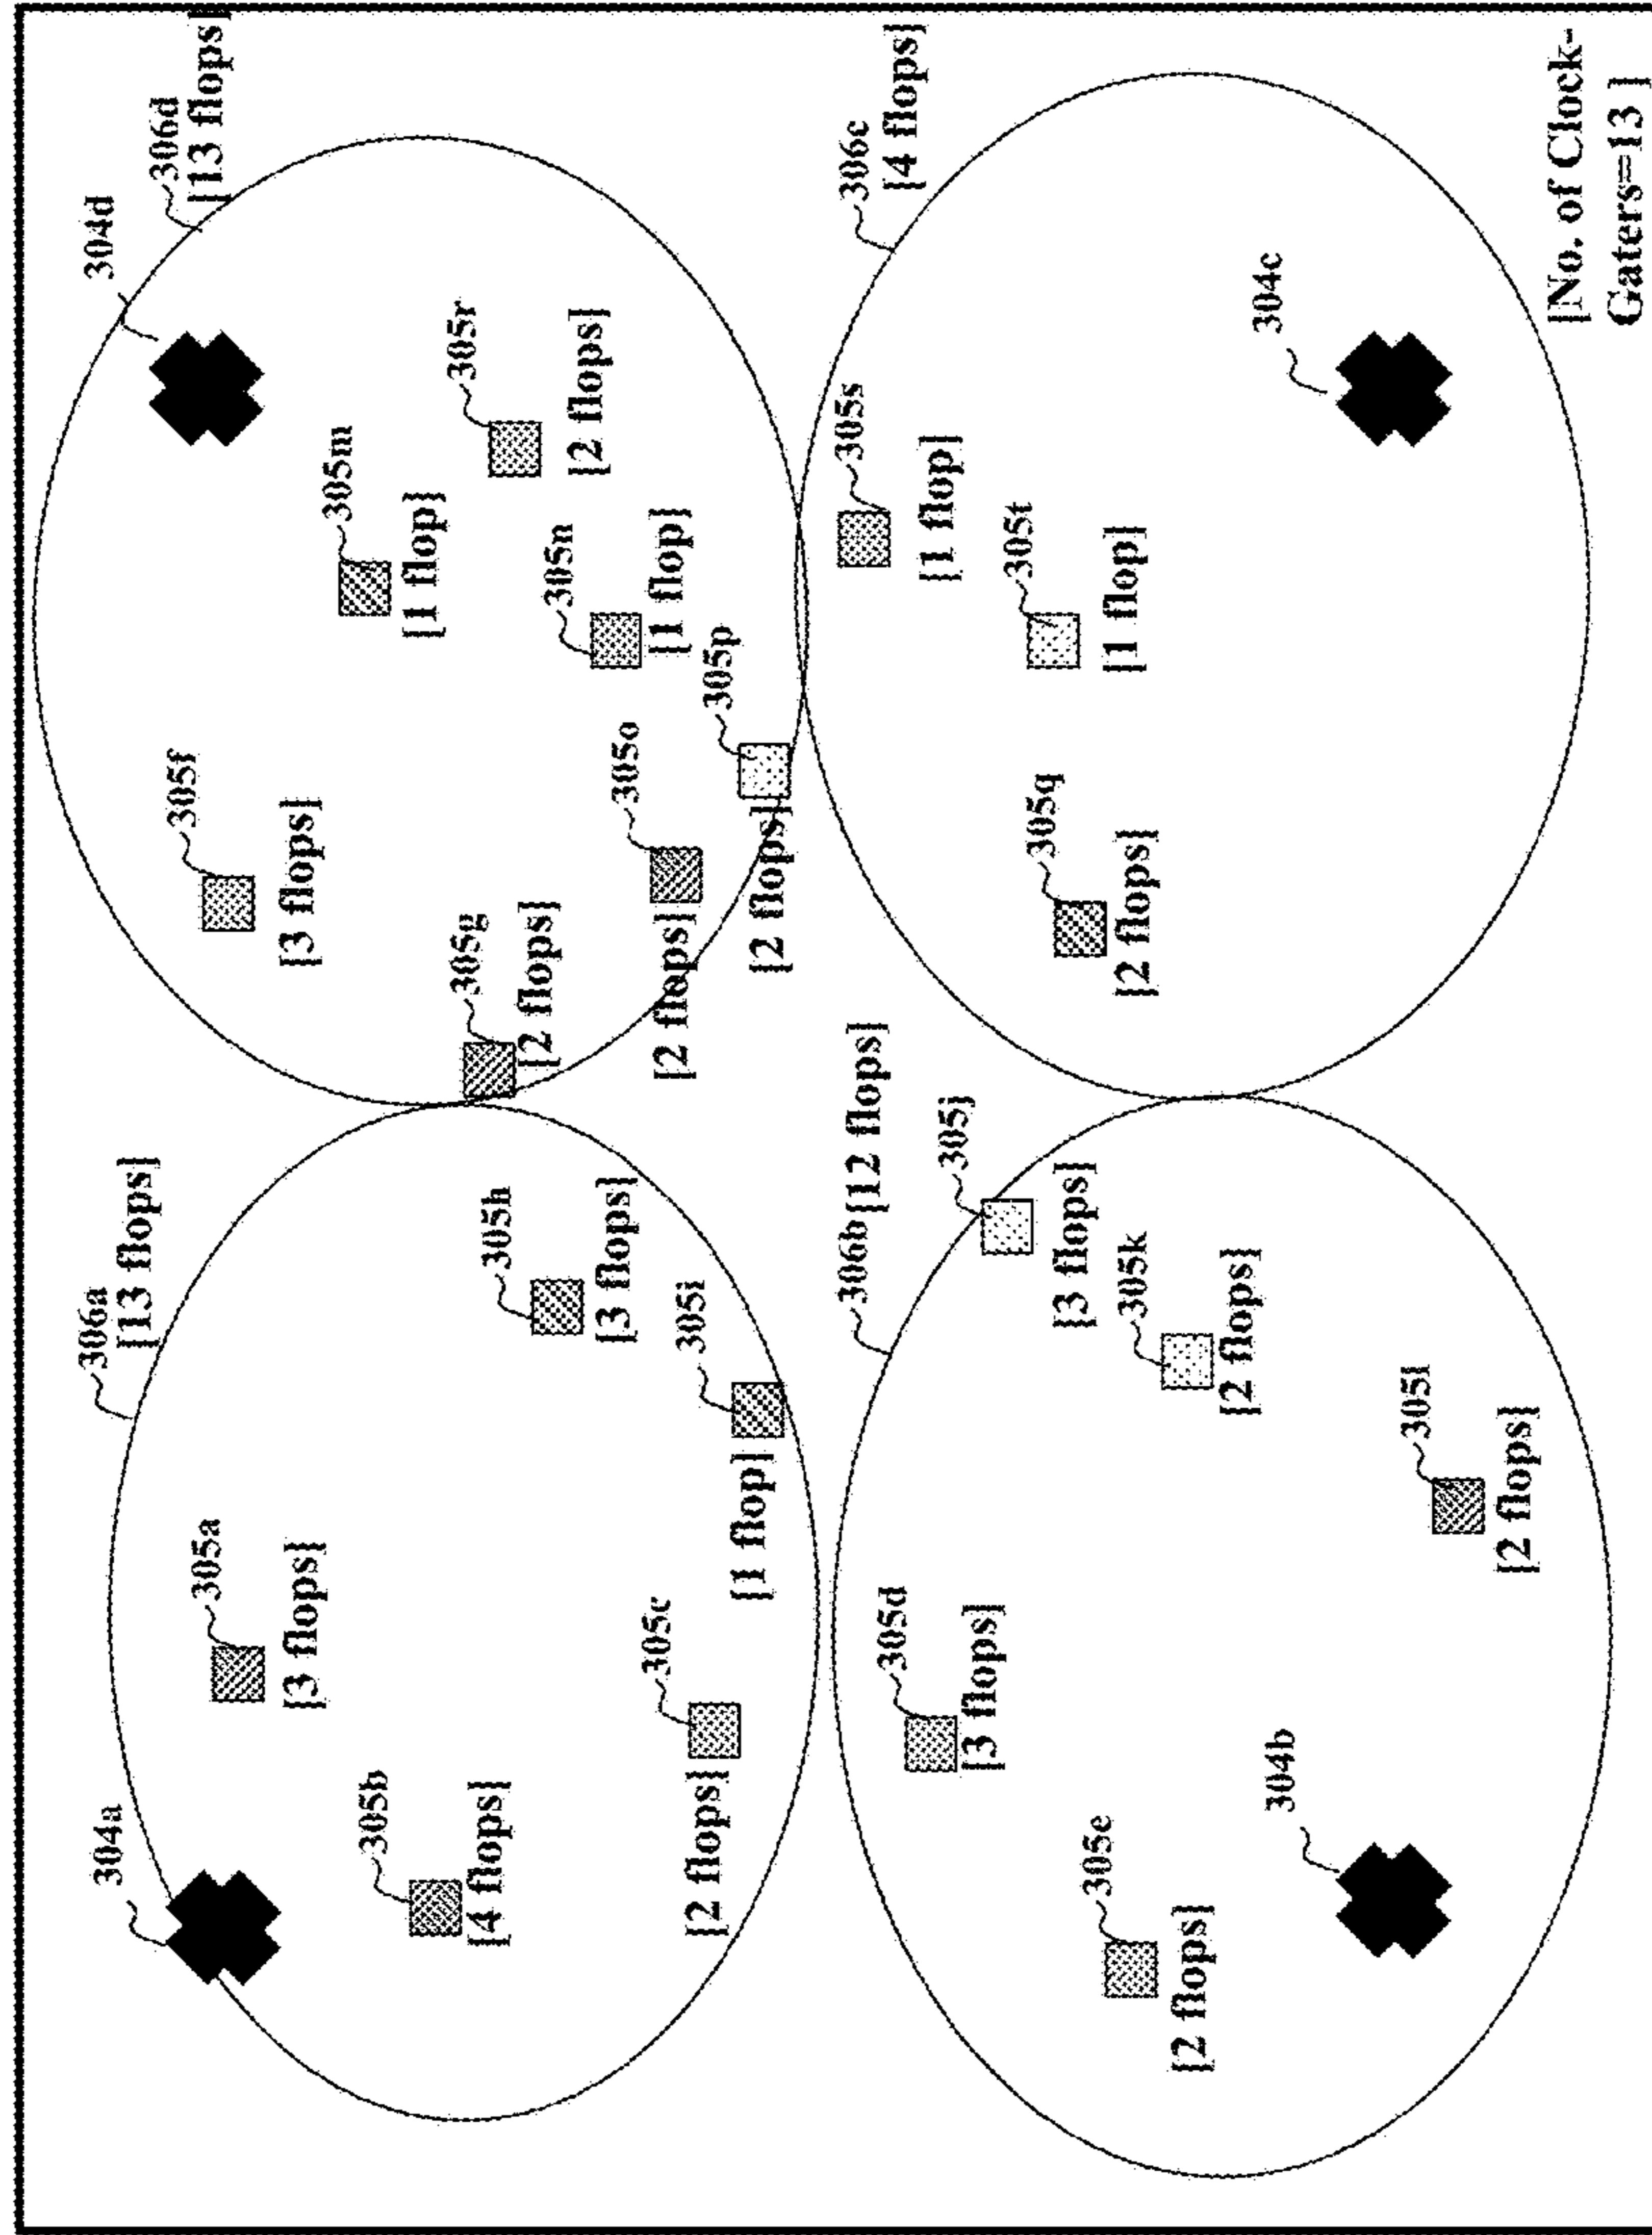 304a
306a
[13 flops]
305a
[3 flops]
305b
[4 flops]
305h
[3 flops]
305c
[2 flops]
305i
[1 flop]
304d
306d
[13 flops]
305f
[3 flops]
305m
[1 flop]
305g
[2 flops]
305r
[2 flops]
305n
[1 flop]
305o
[2 flops]
305p
[2 flops]
306b
[12 flops]
305d
[3 flops]
305j
[3 flops]
305e
[2 flops]
305k
[2 flops]
304b
305l
[2 flops]
306c
[4 flops]
305s
[1 flop]
305q
[2 flops]
305t
[1 flop]
304c
[No. of Clock-
Gaters=13 ]